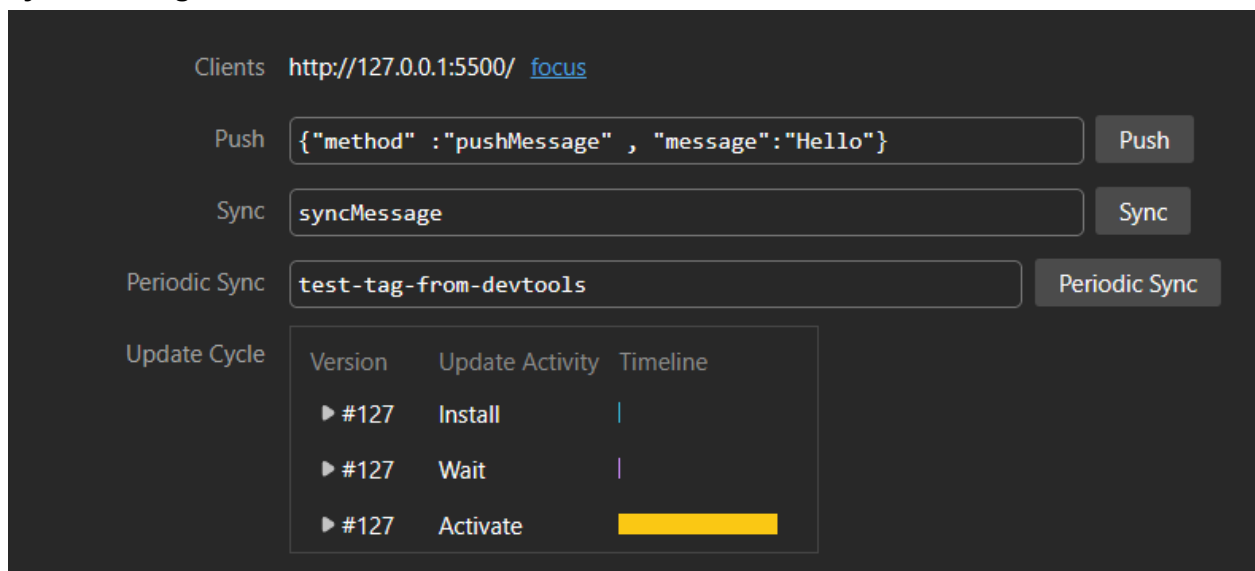 Clients http://127.0.0.1:5500/ focus
Push {"method" :"pushMessage" , "message":"Hello"} Push
Sync syncMessage Sync
Periodic Sync test-tag-from-devtools Periodic Sync
Update Cycle Version Update Activity Timeline
#127 Install
#127 Wait
#127 Activate